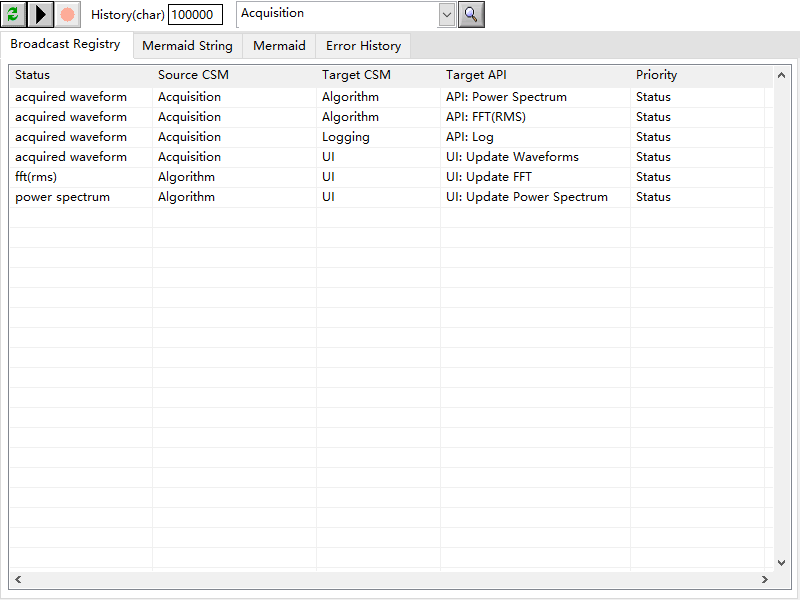 History(char) 100000 Acquisition
Broadcast Registry Mermaid String Mermaid Error History
Status Source CSM Target CSM Target API Priority
acquired waveform Acquisition Algorithm API: Power Spectrum Status
acquired waveform Acquisition Algorithm API: FFT(RMS) Status
acquired waveform Acquisition Logging API: Log Status
acquired waveform Acquisition UI UI: Update Waveforms Status
fft(rms) Algorithm UI UI: Update FFT Status
power spectrum Algorithm UI UI: Update Power Spectrum Status